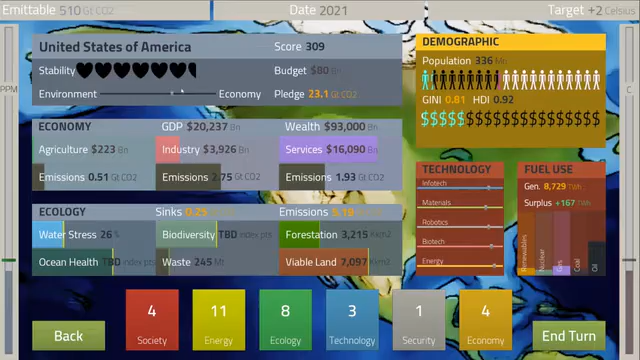 Emittable 510 Gt CO2
Date 2021
Target +2 Celsius
United States of America
Score 309
Stability
Budget $80 Bn
Environment
Economy
Pledge 23.1 Gt CO2
PPM
C
DEMOGRAPHIC
Population 336 Mn
GINI 0.81 HDI 0.92
$$$$$$$$$$$$$$$$$$$$
ECONOMY
GDP $20,237 Bn
Wealth $93,000 Bn
Agriculture $223 Bn
Industry $3,926 Bn
Services $16,090 Bn
Emissions 0.51 Gt CO2
Emissions 2.75 Gt CO2
Emissions 1.93 Gt CO2
ECOLOGY
Sinks 0.25
Emissions 5.19
Water Stress 26 %
Biodiversity TBD index pts
Forestation 3,215 Kkm2
Ocean Health TBD index pts
Waste 245 Mt
Viable Land 7,097 Kkm2
TECHNOLOGY
Infotech
Materials
Robotics
Biotech
Energy
FUEL USE
Gen. 8,729 TWh
Surplus +167 TWh
Renewables
Nuclear
Gas
Coal
Oil
Back
4
Society
11
Energy
8
Ecology
3
Technology
1
Security
4
Economy
End Turn